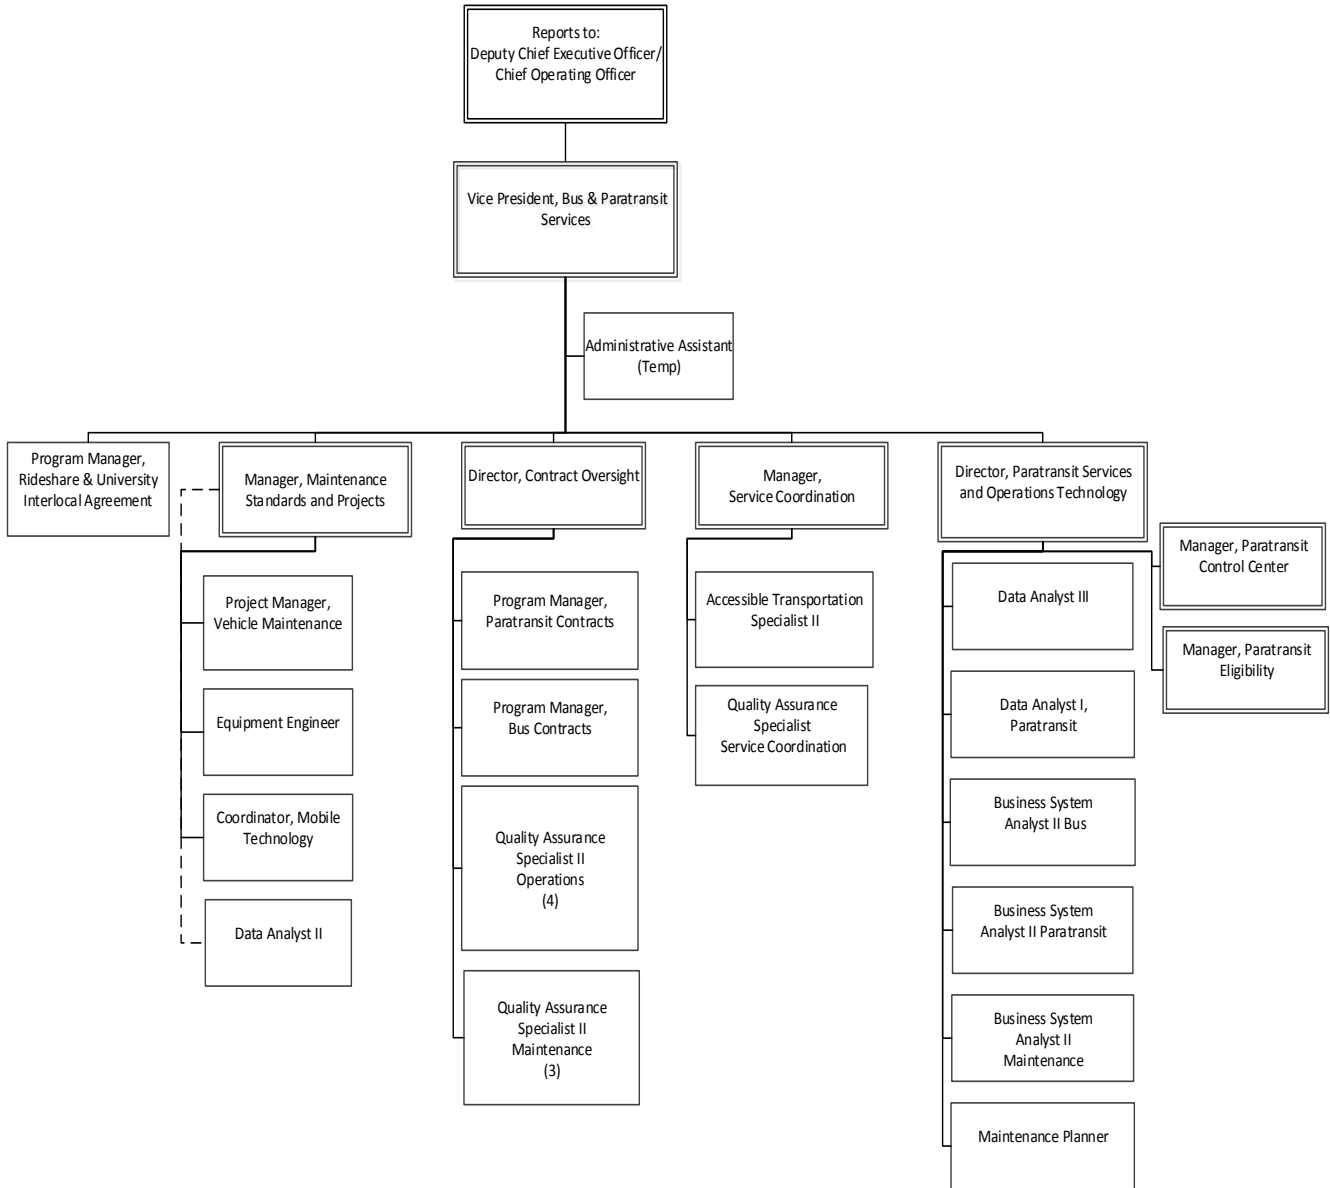 Reports to:
Deputy Chief Executive Officer/
Chief Operating Officer
Vice President, Bus & Paratransit
Services
Administrative Assistant
(Temp)
Program Manager,
Rideshare & University
Interlocal Agreement
Manager, Maintenance
Standards and Projects
Director, Contract Oversight
Manager,
Service Coordination
Director, Paratransit Services
and Operations Technology
Project Manager,
Vehicle Maintenance
Equipment Engineer
Coordinator, Mobile
Technology
Data Analyst II
Program Manager,
Paratransit Contracts
Program Manager,
Bus Contracts
Quality Assurance
Specialist II
Operations
(4)
Quality Assurance
Specialist II
Maintenance
(3)
Accessible Transportation
Specialist II
Quality Assurance
Specialist
Service Coordination
Data Analyst III
Data Analyst I,
Paratransit
Business System
Analyst II Bus
Business System
Analyst II Paratransit
Business System
Analyst II
Maintenance
Maintenance Planner
Manager, Paratransit
Control Center
Manager, Paratransit
Eligibility